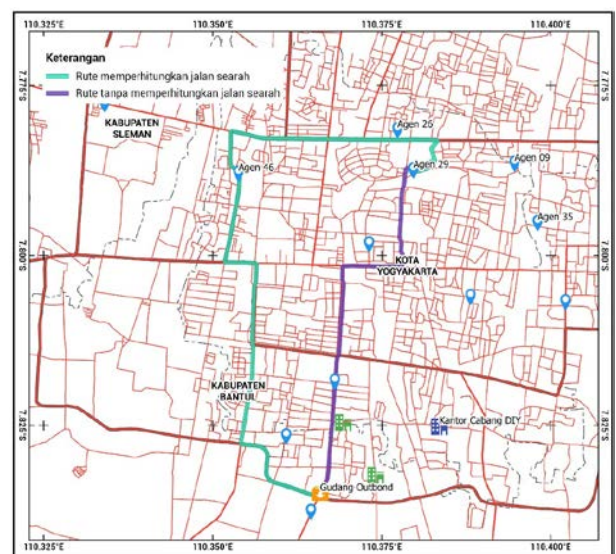 110.325°E 110.350°E 110.375°E 110.400°E
Keterangan
Rute memperhitungkan jalan searah
Rute tanpa memperhitungkan jalan searah
7.775°S 7.775°S
KABUPATEN
SLEMAN
Agen 26
Agen 46
Agen 29
Agen 09
Agen 35
7.800°S 7.800°S
KOTA
YOGYAKARTA
KABUPATEN
BANTUL
7.825°S 7.825°S
Kantor Cabang DIY
Gudang Outbond
110.325°E 110.350°E 110.375°E 110.400°E